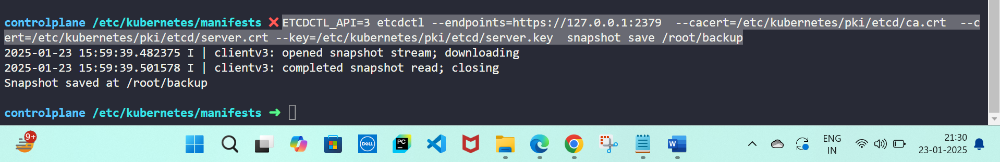 controlplane /etc/kubernetes/manifests ✖ ETCDCTL_API=3 etcdctl --endpoints=https://127.0.0.1:2379  --cacert=/etc/kubernetes/pki/etcd/ca.crt  --c
ert=/etc/kubernetes/pki/etcd/server.crt --key=/etc/kubernetes/pki/etcd/server.key  snapshot save /root/backup
2025-01-23 15:59:39.482375 I | clientv3: opened snapshot stream; downloading
2025-01-23 15:59:39.501578 I | clientv3: completed snapshot read; closing
Snapshot saved at /root/backup
controlplane /etc/kubernetes/manifests ➜
9+
DELL
PC
W
ENG
IN
21:30
23-01-2025